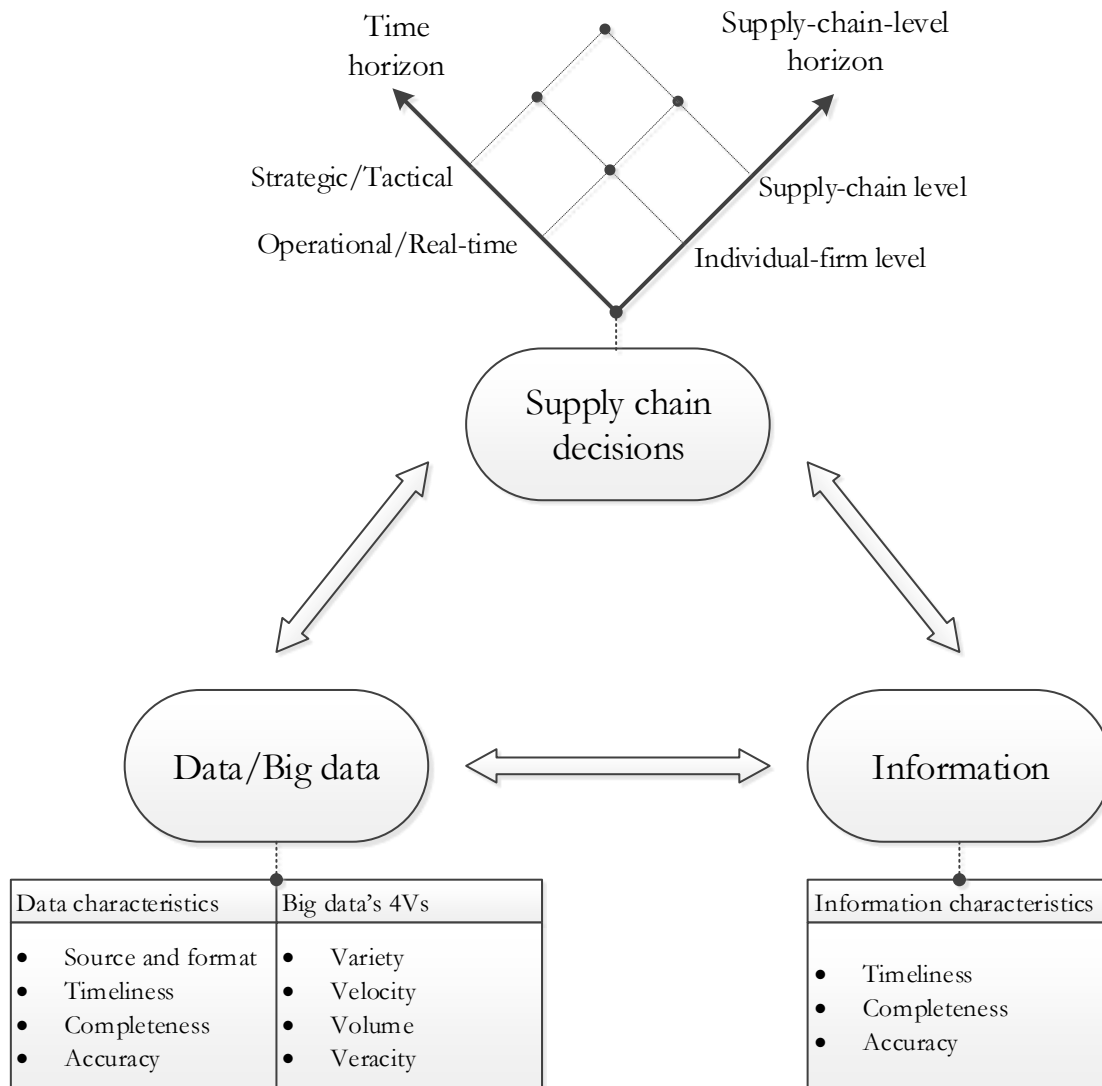 Time
horizon
Supply-chain-level
horizon
Strategic/Tactical
Supply-chain level
Operational/Real-time
Individual-firm level
Supply chain
decisions
Data/Big data
Information
Data characteristics
Big data's 4Vs
• Source and format
• Timeliness
• Completeness
• Accuracy
• Variety
• Velocity
• Volume
• Veracity
Information characteristics
• Timeliness
• Completeness
• Accuracy